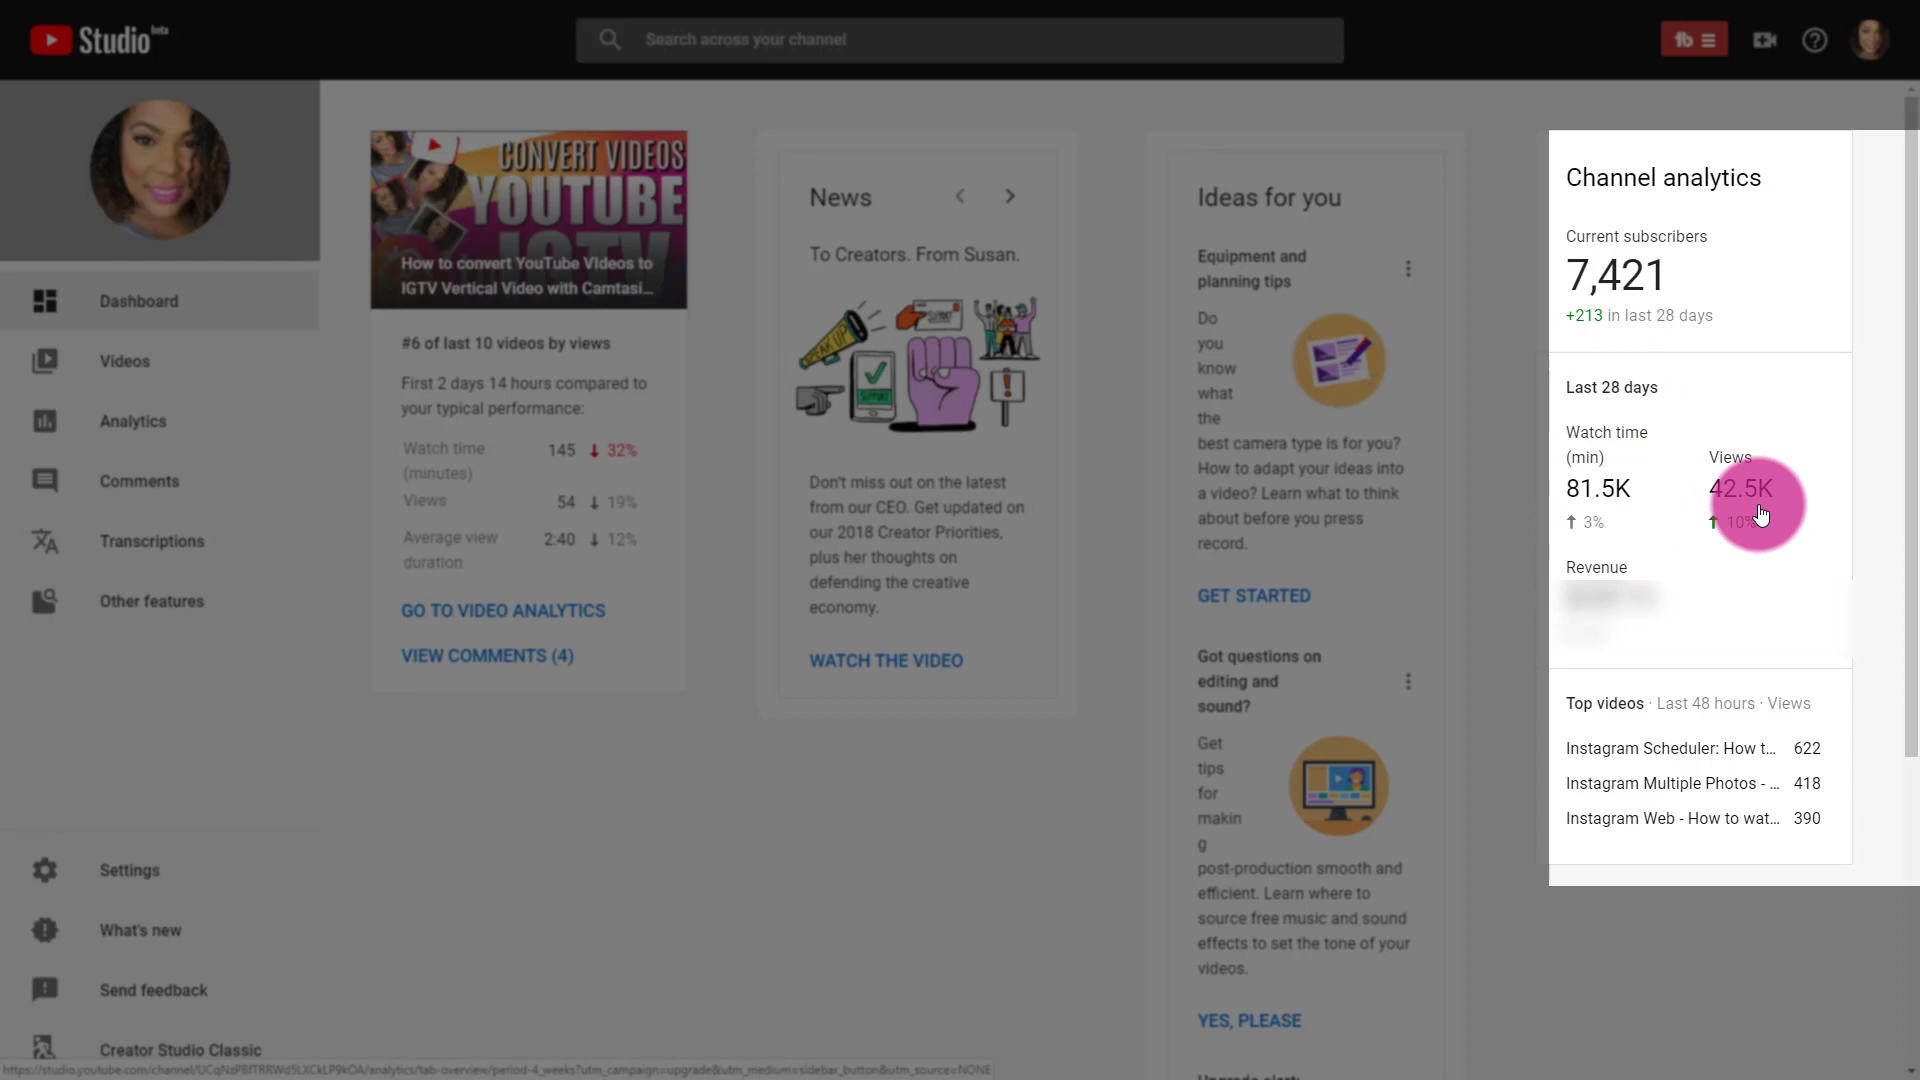 Studio beta
Search across your channel
Dashboard
Videos
Analytics
Comments
Transcriptions
Other features
Settings
What's new
Send feedback
Creator Studio Classic
CONVERT VIDEOS
YOUTUBE
IGTV
How to convert YouTube VIdeos to
IGTV Vertical Video with Camtasi...
#6 of last 10 videos by views
First 2 days 14 hours compared to
your typical performance:
Watch time
(minutes)
145 32%
Views 54 19%
Average view
duration
2:40 12%
GO TO VIDEO ANALYTICS
VIEW COMMENTS (4)
News
To Creators. From Susan.
SPEAK UP
SUBMIT
SUPPORT
Don't miss out on the latest
from our CEO. Get updated on
our 2018 Creator Priorities,
plus her thoughts on
defending the creative
economy.
WATCH THE VIDEO
Ideas for you
Equipment and
planning tips
Do
you
know
what
the
best camera type is for you?
How to adapt your ideas into
a video? Learn what to think
about before you press
record.
GET STARTED
Got questions on
editing and
sound?
Get
tips
for
makin
g
post-production smooth and
efficient. Learn where to
source free music and sound
effects to set the tone of your
videos.
YES, PLEASE
Upgrade alert:
Channel analytics
Current subscribers
7,421
+213 in last 28 days
Last 28 days
Watch time
(min)
81.5K
3%
Views
42.5K
10%
Revenue
Top videos · Last 48 hours · Views
Instagram Scheduler: How t... 622
Instagram Multiple Photos - ... 418
Instagram Web - How to wat... 390